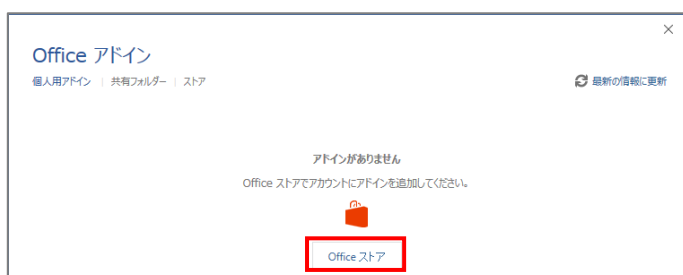 Office アドイン
個人用アドイン | 共有フォルダー | ストア
最新の情報に更新
アドインがありません
Office ストアでアカウントにアドインを追加してください。
Office ストア